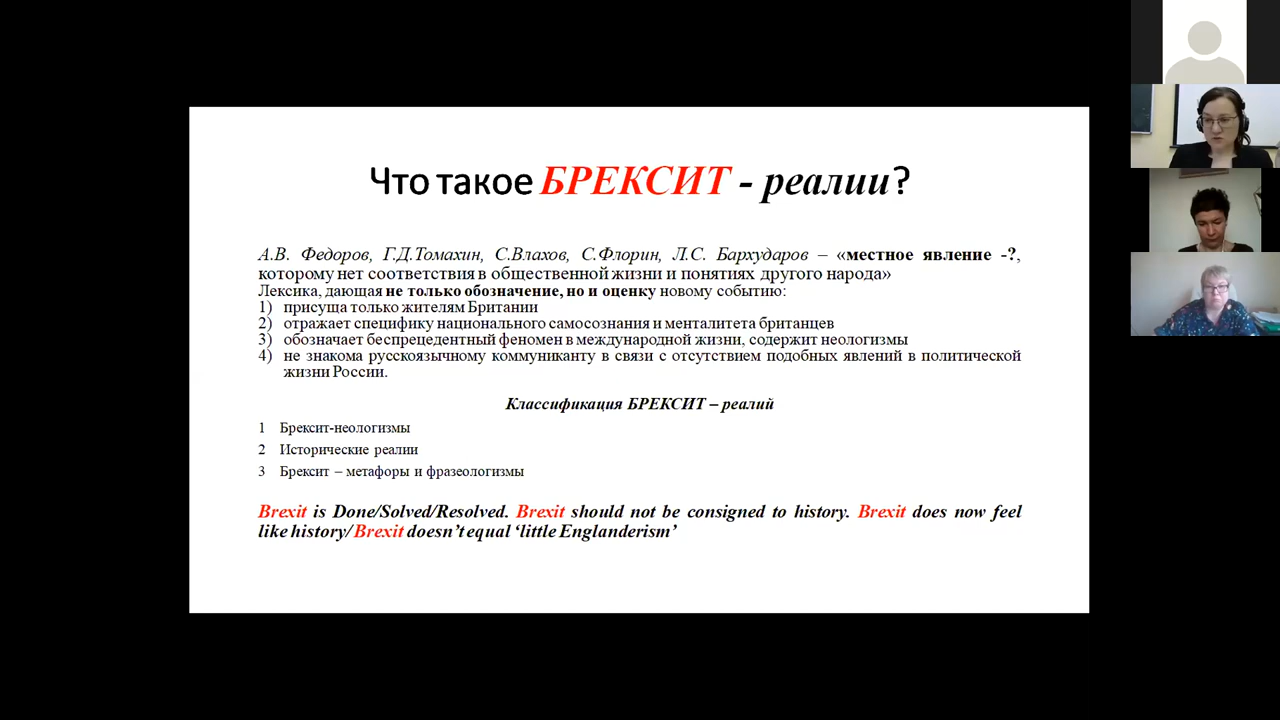 Что такое БРЕКСИТ - реалии?
А.В. Федоров, Г.Д.Томахин, С.Влахов, С.Флорин, Л.С. Бархударов – «местное явление -?,
которому нет соответствия в общественной жизни и понятиях другого народа»
Лексика, дающая не только обозначение, но и оценку новому событию:
1) присуща только жителям Британии
2) отражает специфику национального самосознания и менталитета британцев
3) обозначает беспрецедентный феномен в международной жизни, содержит неологизмы
4) не знакома русскоязычному коммуниканту в связи с отсутствием подобных явлений в политической
жизни России.
Классификация БРЕКСИТ – реалий
1 Брексит-неологизмы
2 Исторические реалии
3 Брексит – метафоры и фразеологизмы
Brexit is Done/Solved/Resolved. Brexit should not be consigned to history. Brexit does now feel
like history/ Brexit doesn’t equal ‘little Englanderism’